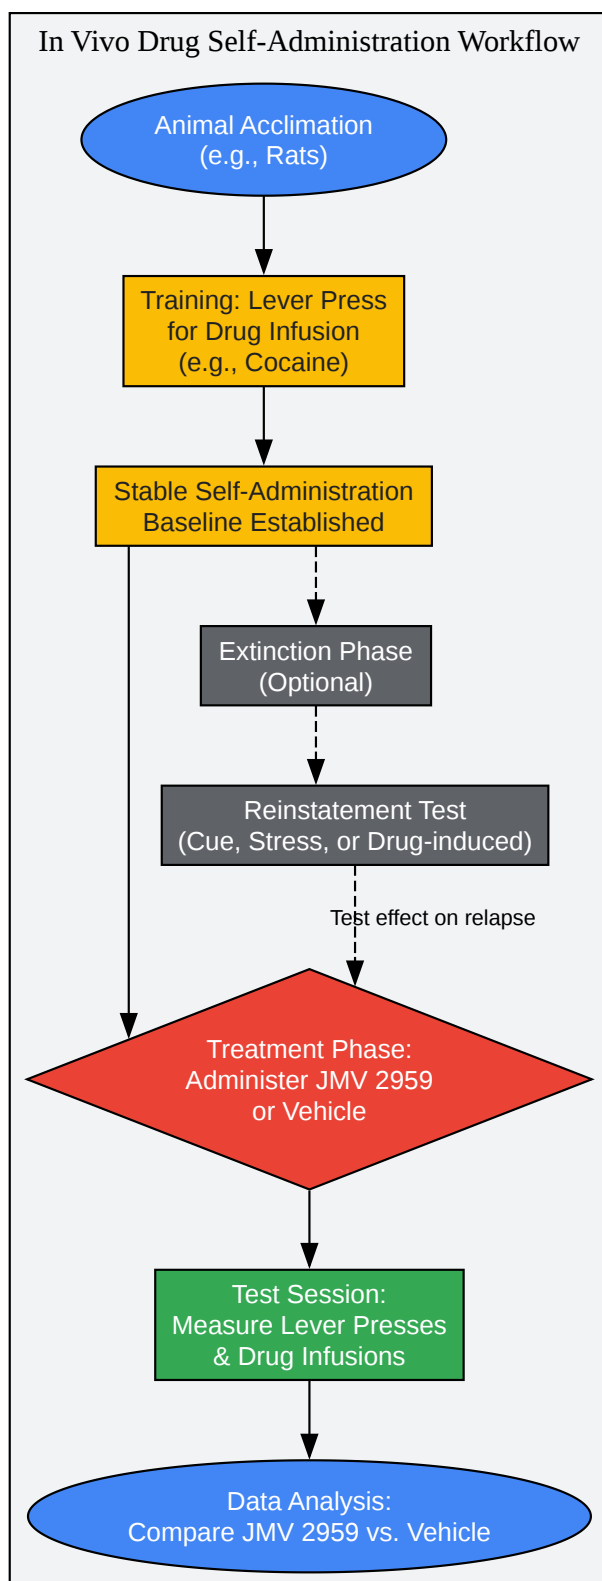 In Vivo Drug Self-Administration Workflow
Animal Acclimation
(e.g., Rats)
Training: Lever Press
for Drug Infusion
(e.g., Cocaine)
Stable Self-Administration
Baseline Established
Extinction Phase
(Optional)
Reinstatement Test
(Cue, Stress, or Drug-induced)
Test effect on relapse
Treatment Phase:
Administer JMV 2959
or Vehicle
Test Session:
Measure Lever Presses
& Drug Infusions
Data Analysis:
Compare JMV 2959 vs. Vehicle